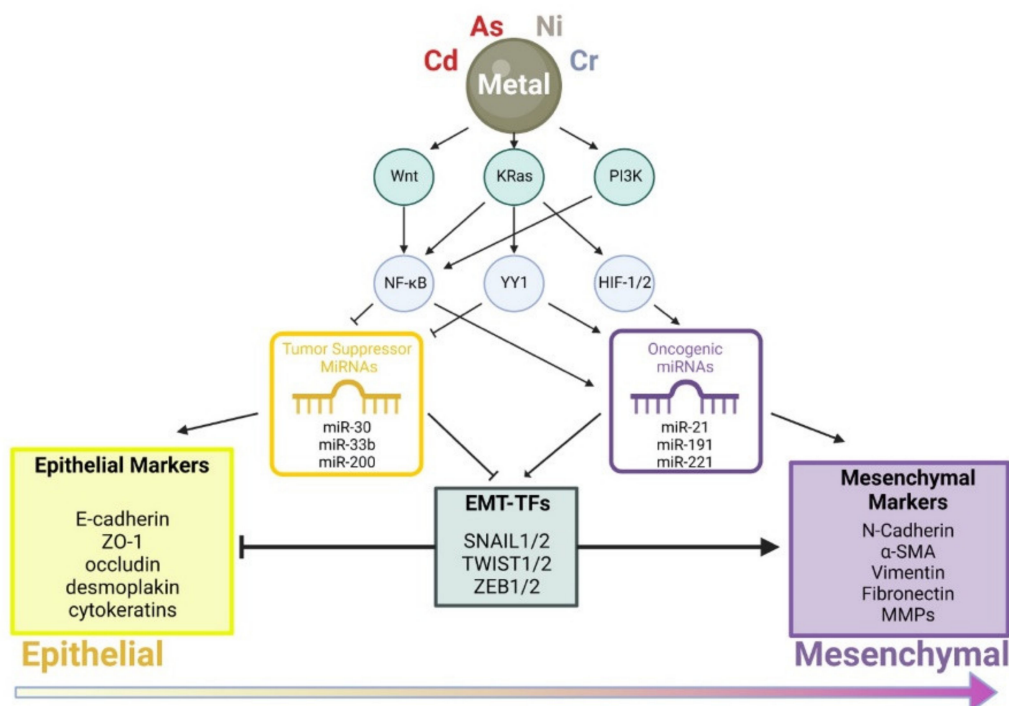 As Ni
Cd Cr
Metal
Wnt
KRas
PI3K
NF-κB
YY1
HIF-1/2
Tumor Suppressor
MiRNAs
miR-30
miR-33b
miR-200
Oncogenic
miRNAs
miR-21
miR-191
miR-221
Epithelial Markers
E-cadherin
ZO-1
occludin
desmoplakin
cytokeratins
EMT-TFs
SNAIL1/2
TWIST1/2
ZEB1/2
Mesenchymal
Markers
N-Cadherin
α-SMA
Vimentin
Fibronectin
MMPs
Epithelial
Mesenchymal